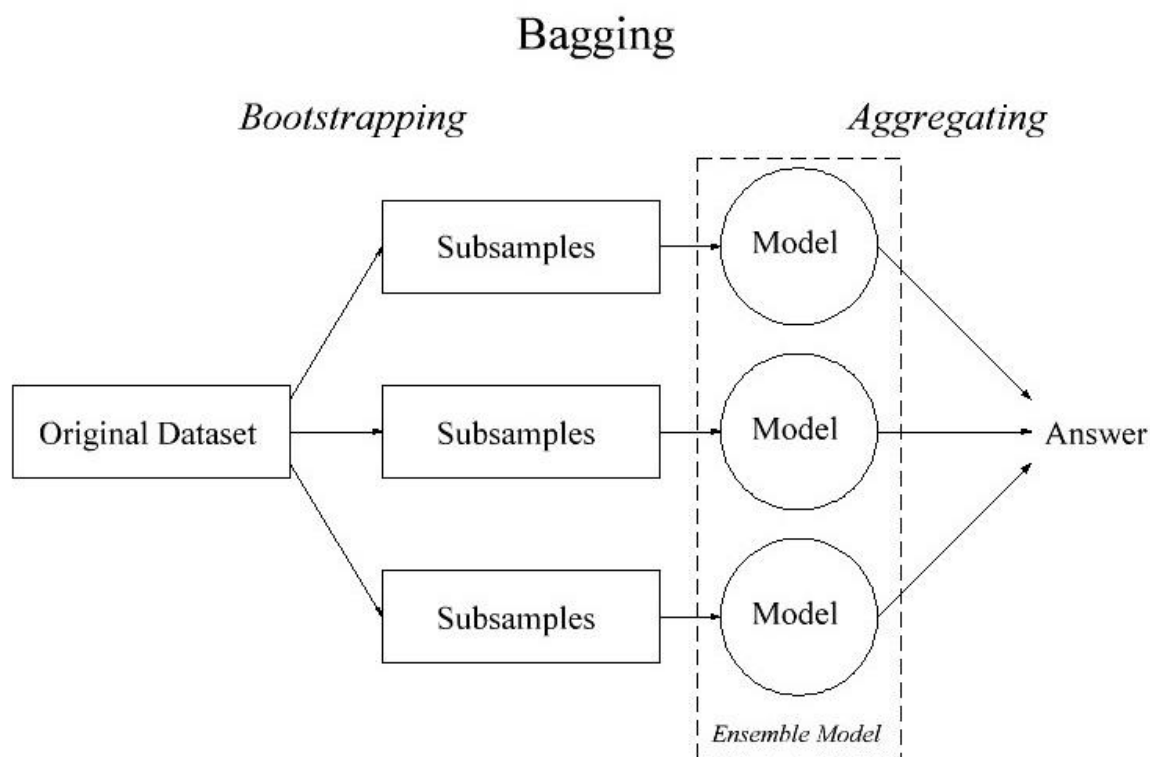 Bagging
Bootstrapping
Aggregating
Subsamples
Model
Original Dataset
Subsamples
Model
Answer
Subsamples
Model
Ensemble Model